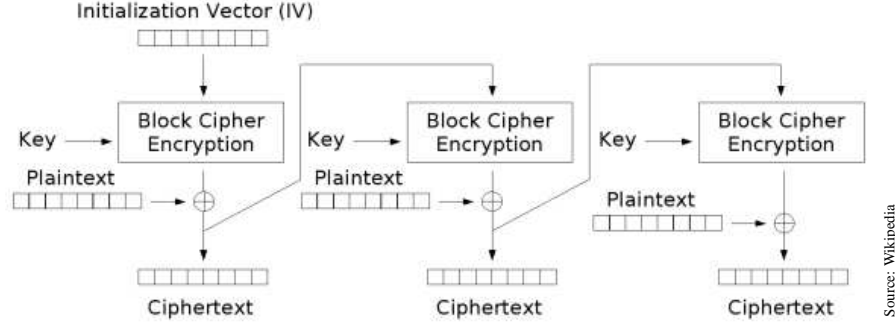 Initialization Vector (IV)
Block Cipher
Encryption
Block Cipher
Encryption
Block Cipher
Encryption
Key
Key
Key
Plaintext
Plaintext
Plaintext
Ciphertext
Ciphertext
Ciphertext
Source: Wikipedia